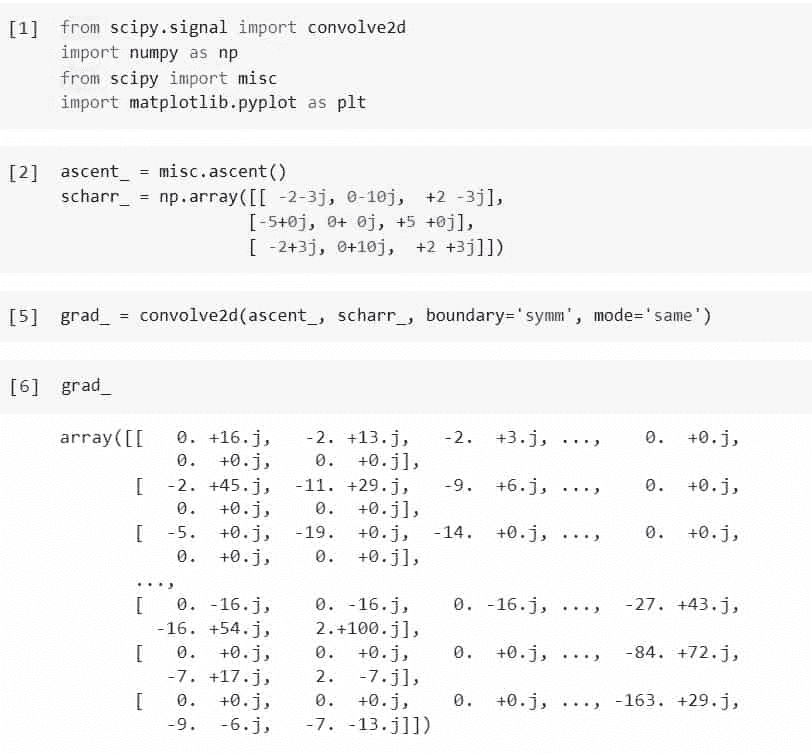 [1] from scipy.signal import convolve2d
import numpy as np
from scipy import misc
import matplotlib.pyplot as plt
[2] ascent_ = misc.ascent()
scharr_ = np.array([[ -2-3j, 0-10j,  +2 -3j],
[-5+0j, 0+ 0j, +5 +0j],
[ -2+3j, 0+10j,  +2 +3j]])
[5] grad_ = convolve2d(ascent_, scharr_, boundary='symm', mode='same')
[6] grad_
array([[   0. +16.j,   -2. +13.j,   -2.  +3.j, ...,    0.  +0.j,
0.  +0.j,    0.  +0.j],
[  -2. +45.j,  -11. +29.j,   -9.  +6.j, ...,    0.  +0.j,
0.  +0.j,    0.  +0.j],
[  -5.  +0.j,  -19.  +0.j,  -14.  +0.j, ...,    0.  +0.j,
0.  +0.j,    0.  +0.j],
...,
[   0. -16.j,    0. -16.j,    0. -16.j, ...,  -27. +43.j,
-16. +54.j,    2.+100.j],
[   0.  +0.j,    0.  +0.j,    0.  +0.j, ...,  -84. +72.j,
-7. +17.j,    2.  -7.j],
[   0.  +0.j,    0.  +0.j,    0.  +0.j, ..., -163. +29.j,
-9.  -6.j,   -7. -13.j]])